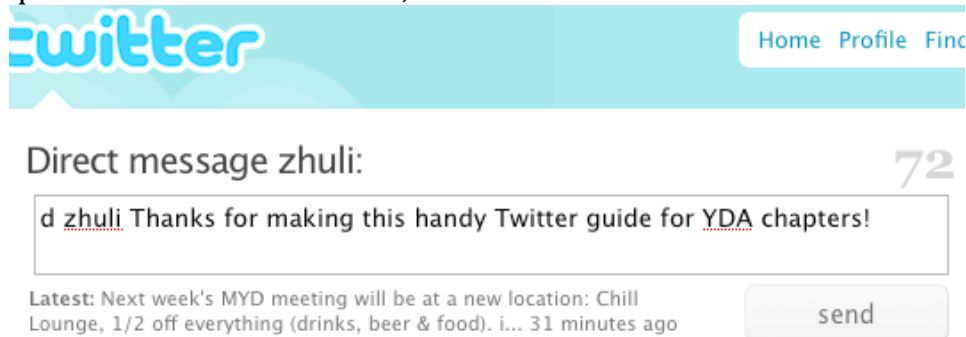 twitter
Home Profile
Direct message zhuli:
72
d zhuli Thanks for making this handy Twitter guide for YDA chapters!
Latest: Next week's MYD meeting will be at a new location: Chill
Lounge, 1/2 off everything (drinks, beer & food). i... 31 minutes ago
send